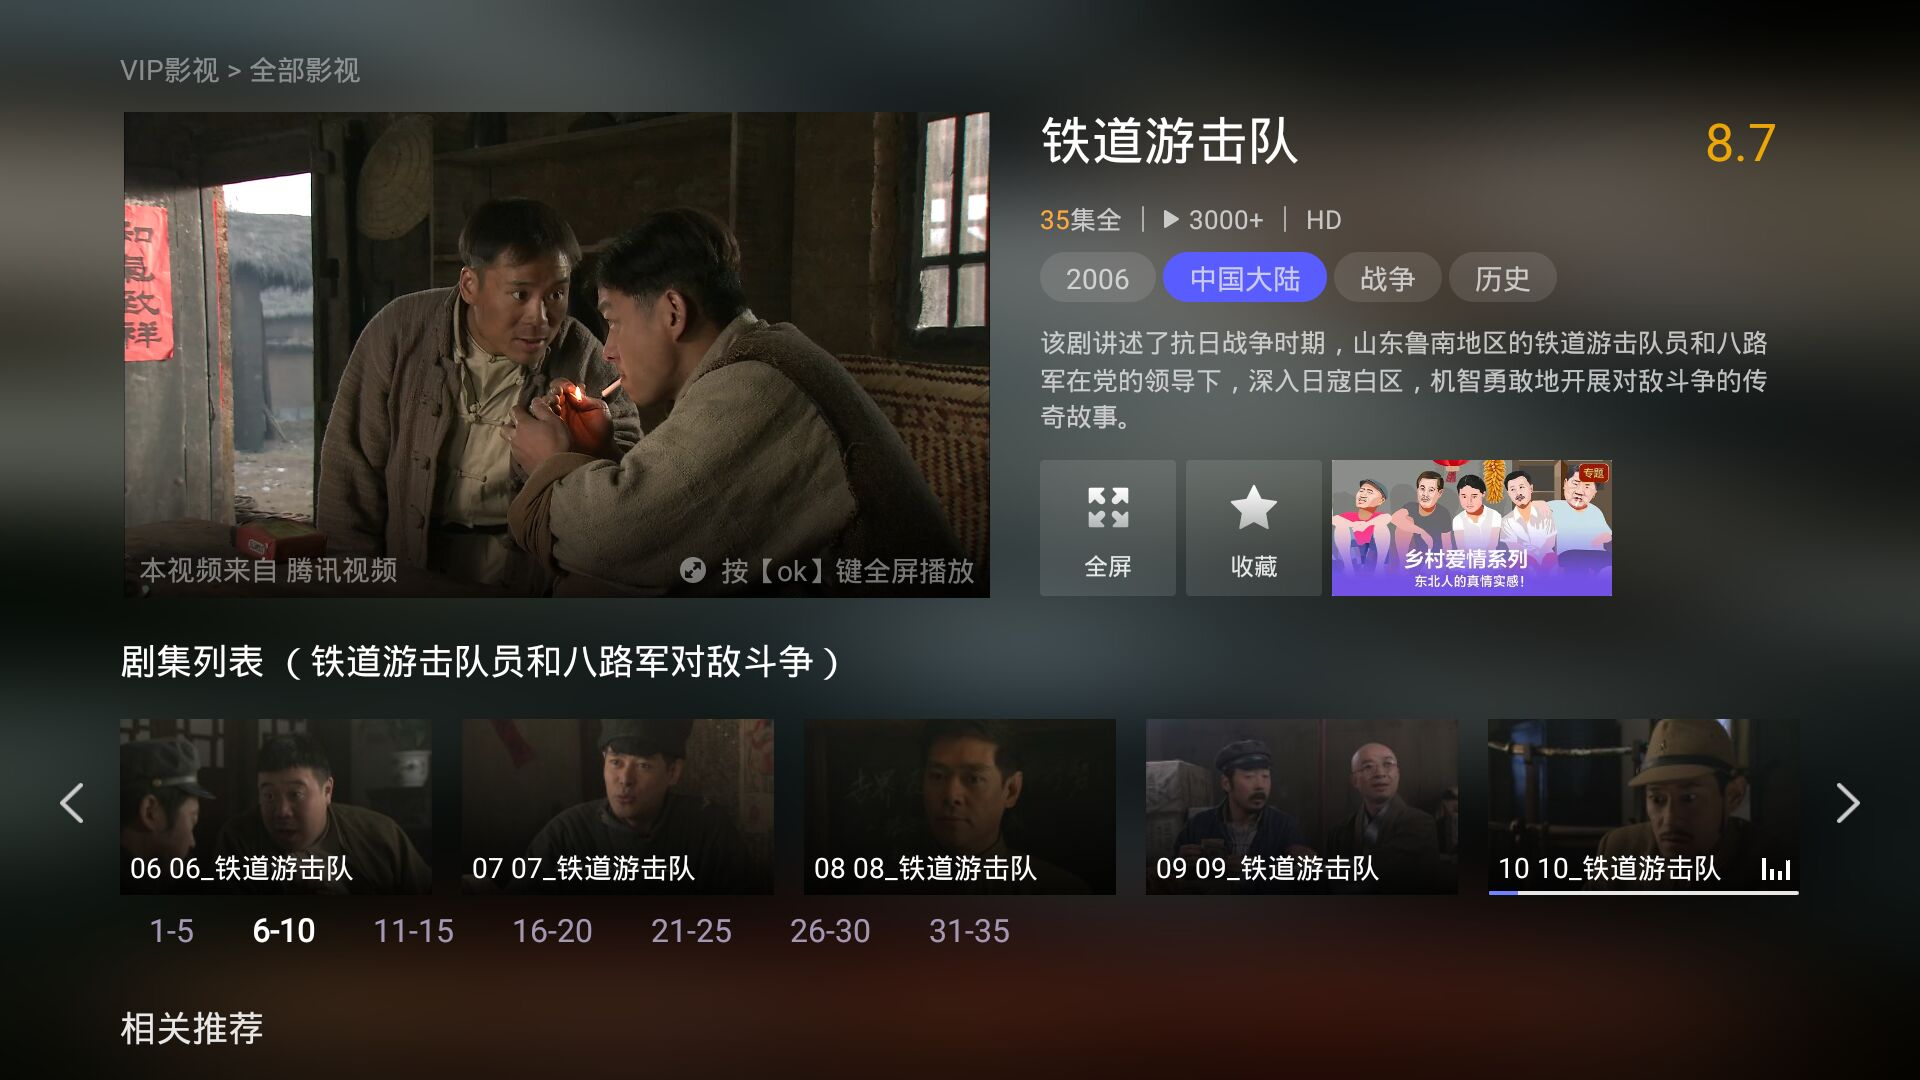 VIP影视 > 全部影视
和
氣
致
祥
本视频来自 腾讯视频
按【ok】键全屏播放
铁道游击队
8.7
35集全 | 3000+ | HD
2006 中国大陆 战争 历史
该剧讲述了抗日战争时期，山东鲁南地区的铁道游击队员和八路
军在党的领导下，深入日寇白区，机智勇敢地开展对敌斗争的传
奇故事。
全屏
收藏
专题
乡村爱情系列
东北人的真情实感！
剧集列表 （铁道游击队员和八路军对敌斗争）
06 06_铁道游击队
07 07_铁道游击队
08 08_铁道游击队
09 09_铁道游击队
10 10_铁道游击队
1-5 6-10 11-15 16-20 21-25 26-30 31-35
相关推荐